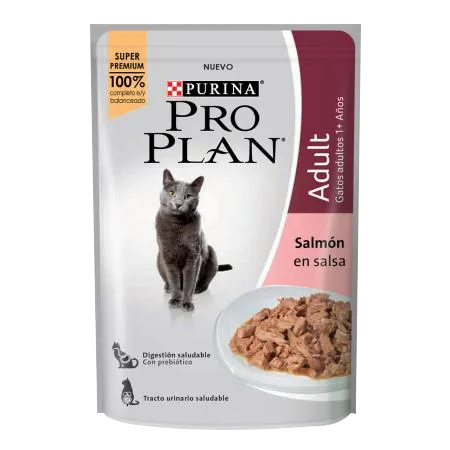 NUEVO
SUPER
PREMIUM
100%
completo e/y
balanceado
PURINA®
PRO
PLAN®
Adult
Gatos adultos 1+ Años
Salmón
en salsa
Digestión saludable
Con prebiótico
Tracto urinario saludable